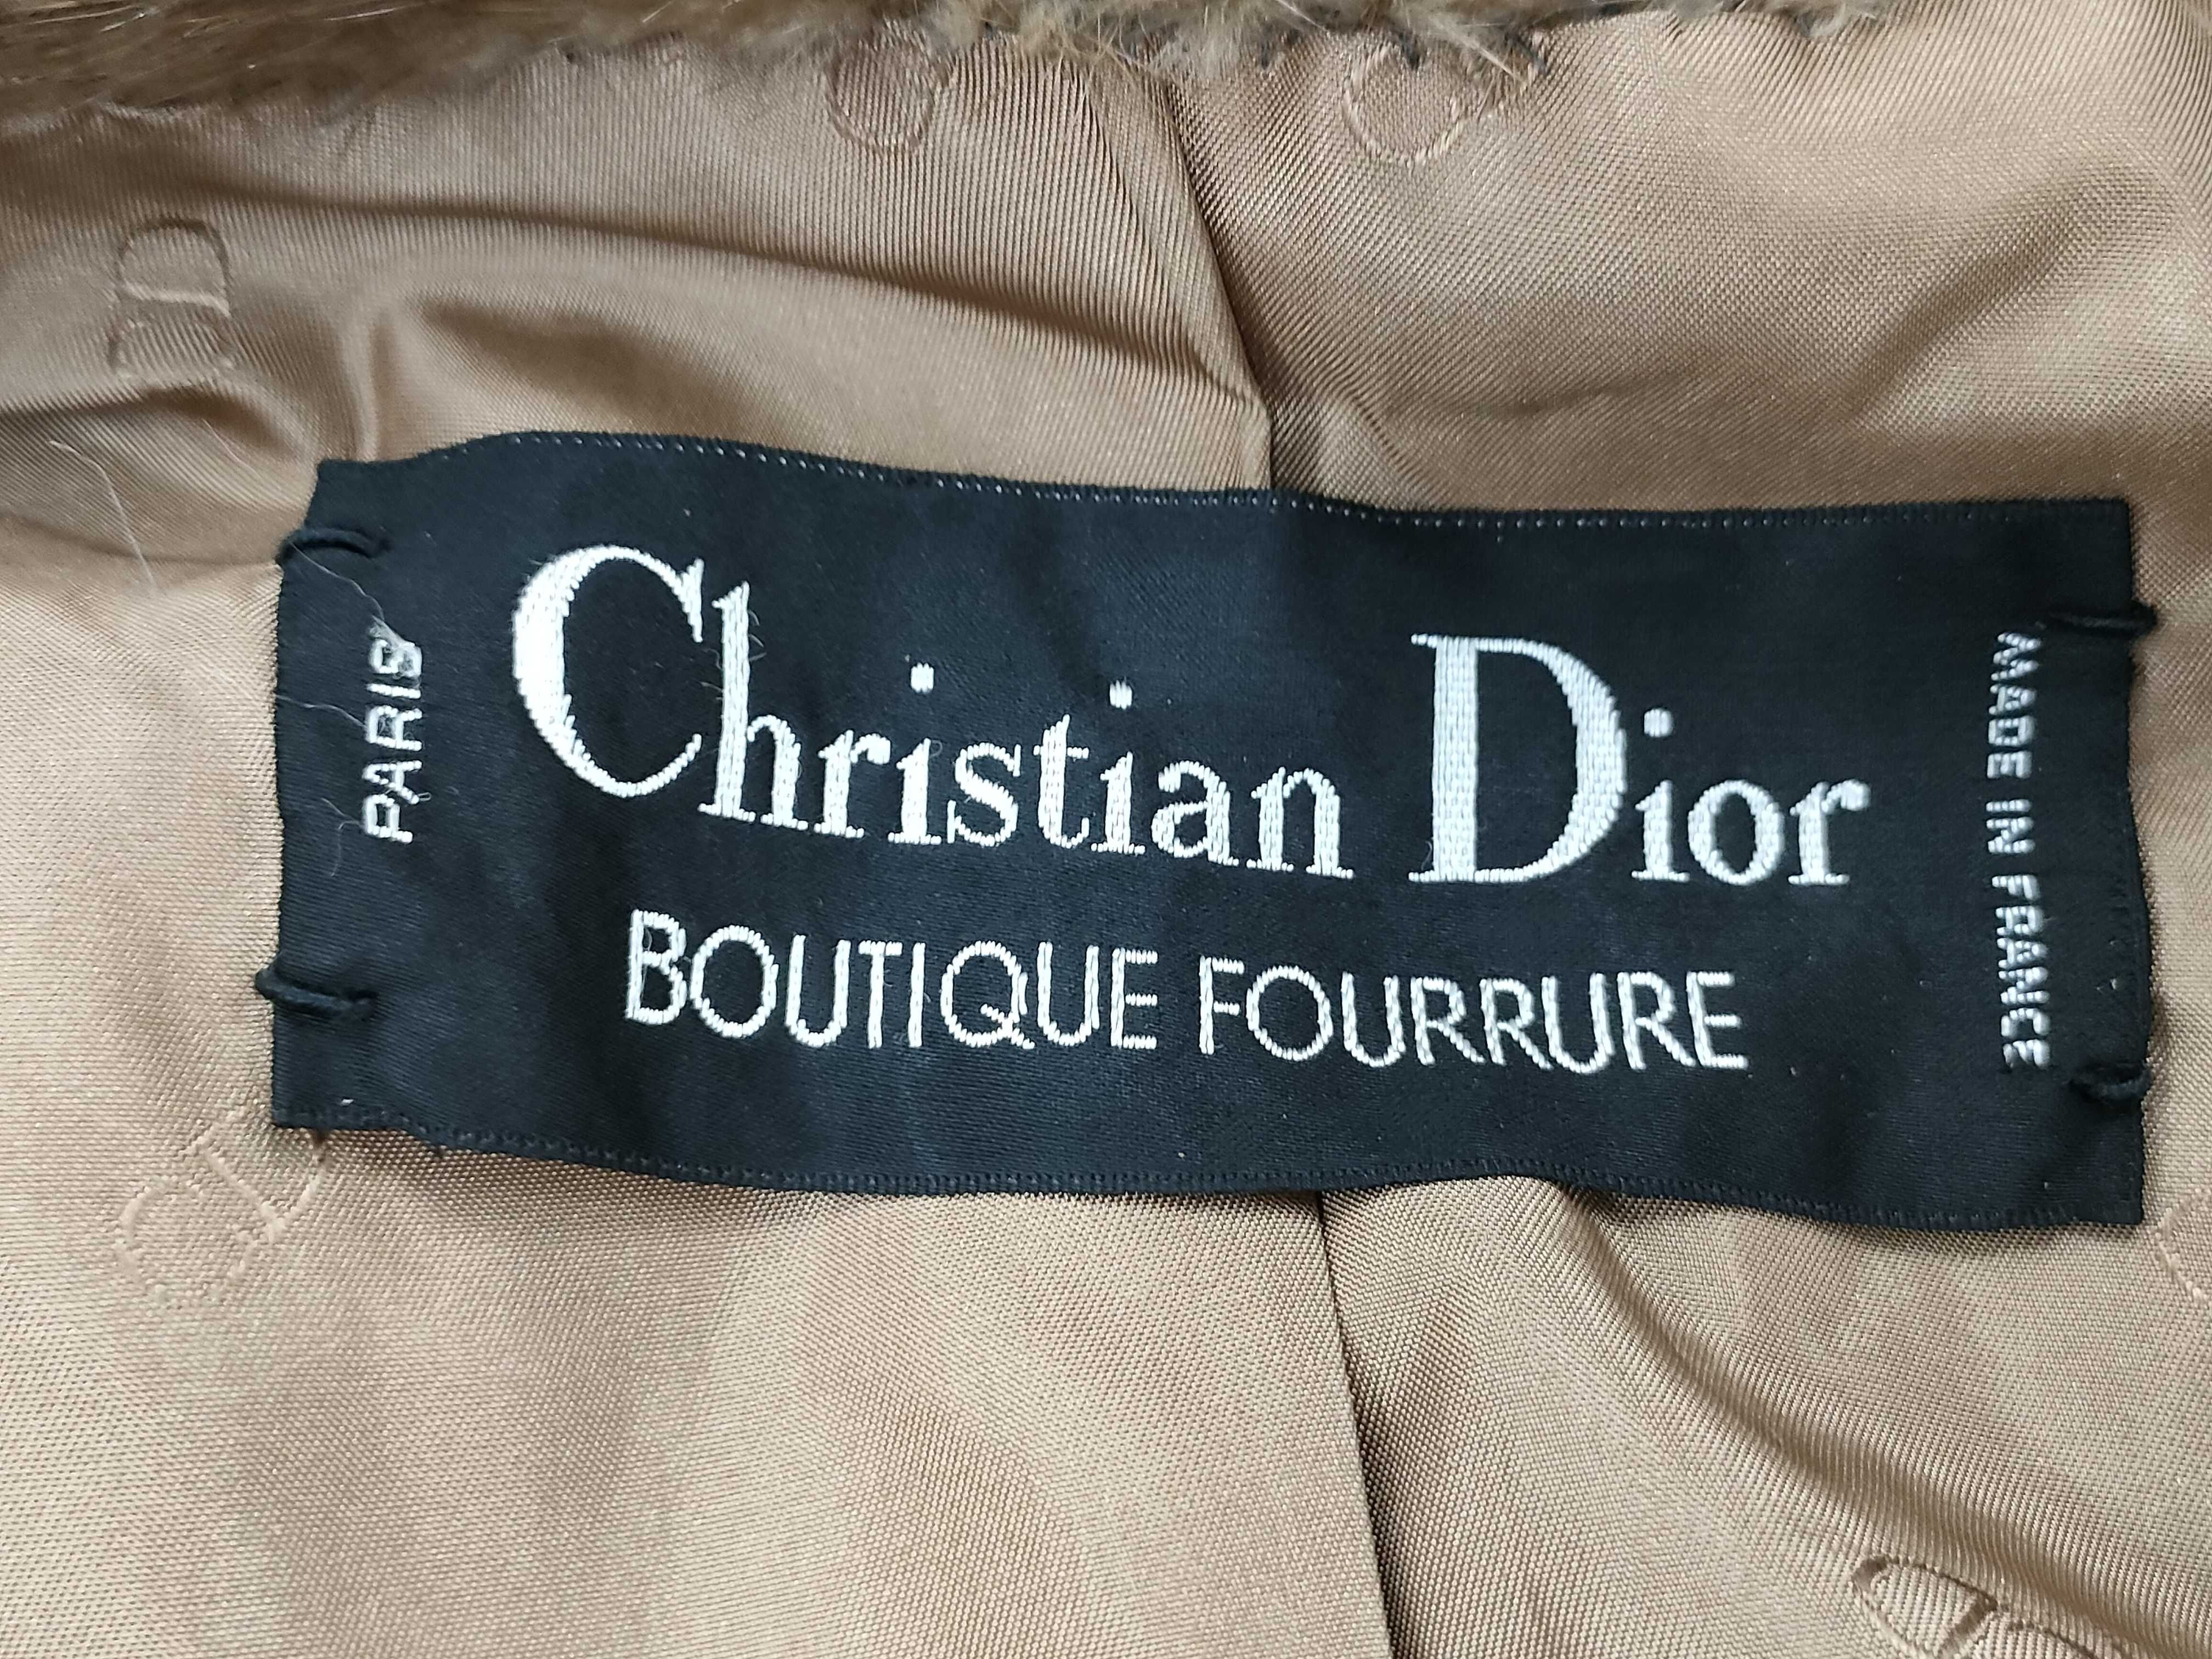 PARIS
Christian Dior
BOUTIQUE FOURRURE
MADE IN FRANCE